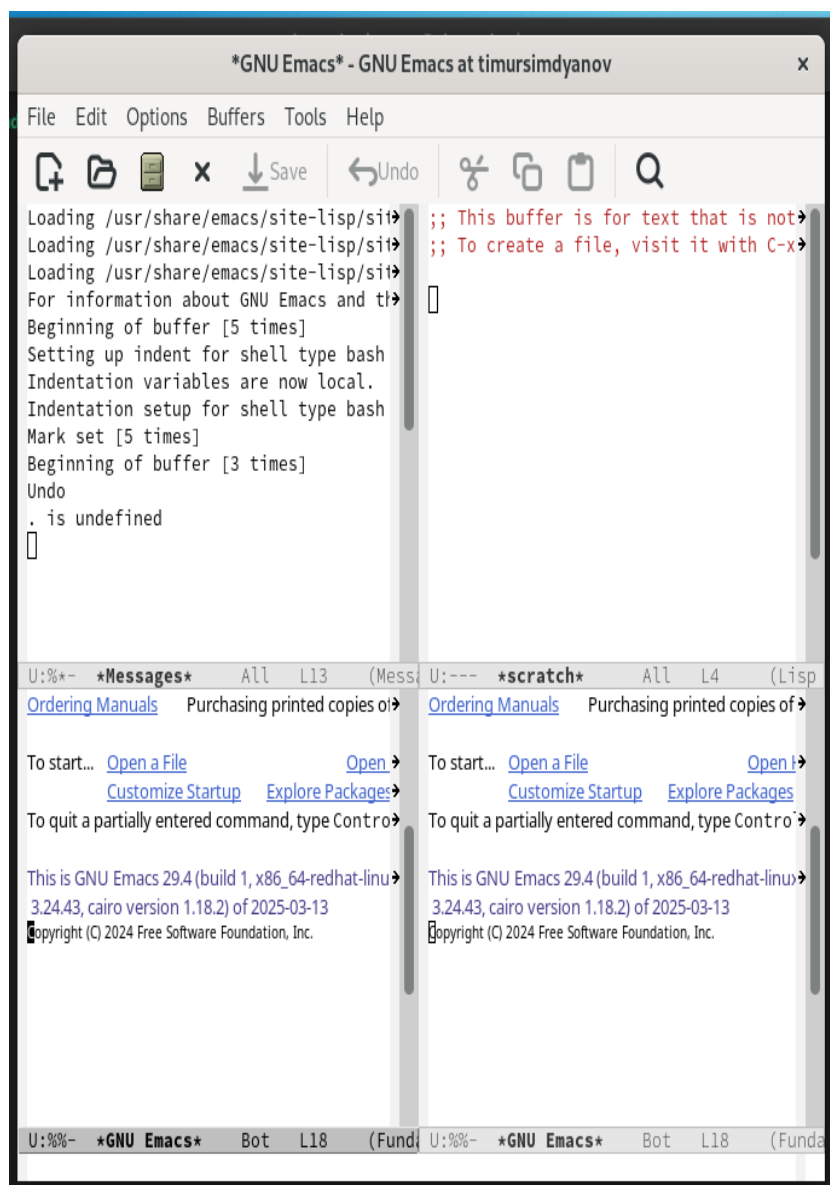 *GNU Emacs* - GNU Emacs at timursimdyanov
File Edit Options Buffers Tools Help
Save Undo
Loading /usr/share/emacs/site-lisp/sit
Loading /usr/share/emacs/site-lisp/sit
Loading /usr/share/emacs/site-lisp/sit
For information about GNU Emacs and th
Beginning of buffer [5 times]
Setting up indent for shell type bash
Indentation variables are now local.
Indentation setup for shell type bash
Mark set [5 times]
Beginning of buffer [3 times]
Undo
. is undefined
U:%*- *Messages* All L13 (Messa
;; This buffer is for text that is not
;; To create a file, visit it with C-x
U:--- *scratch* All L4 (Lisp
Ordering Manuals Purchasing printed copies of
To start... Open a File Open
Customize Startup Explore Packages
To quit a partially entered command, type Contro
This is GNU Emacs 29.4 (build 1, x86_64-redhat-linu
3.24.43, cairo version 1.18.2) of 2025-03-13
Copyright (C) 2024 Free Software Foundation, Inc.
U:%%- *GNU Emacs* Bot L18 (Funda
Ordering Manuals Purchasing printed copies of
To start... Open a File Open H
Customize Startup Explore Packages
To quit a partially entered command, type Contro
This is GNU Emacs 29.4 (build 1, x86_64-redhat-linux
3.24.43, cairo version 1.18.2) of 2025-03-13
Copyright (C) 2024 Free Software Foundation, Inc.
U:%%- *GNU Emacs* Bot L18 (Funda